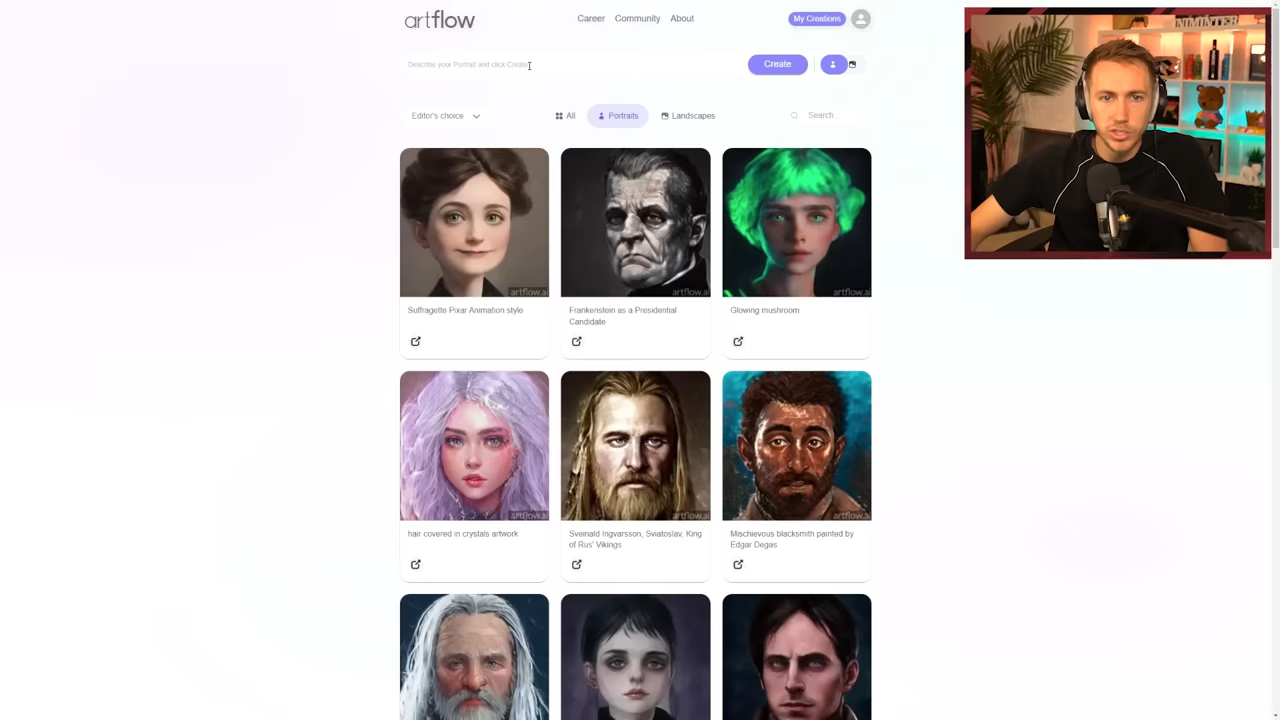 artflow
Career
Community
About
My Creations
Describe your Portrait and click Create
Create
Editor's choice
All
Portraits
Landscapes
Search...
MINIMINTER
artflow.ai
artflow.ai
artflow.ai
Suffragette Pixar Animation style
Frankenstein as a Presidential
Candidate
Glowing mushroom
artflow.ai
artflow.ai
artflow.ai
hair covered in crystals artwork
Sveinald Ingvarsson, Sviatoslav, King
of Rus' Vikings
Mischievous blacksmith painted by
Edgar Degas